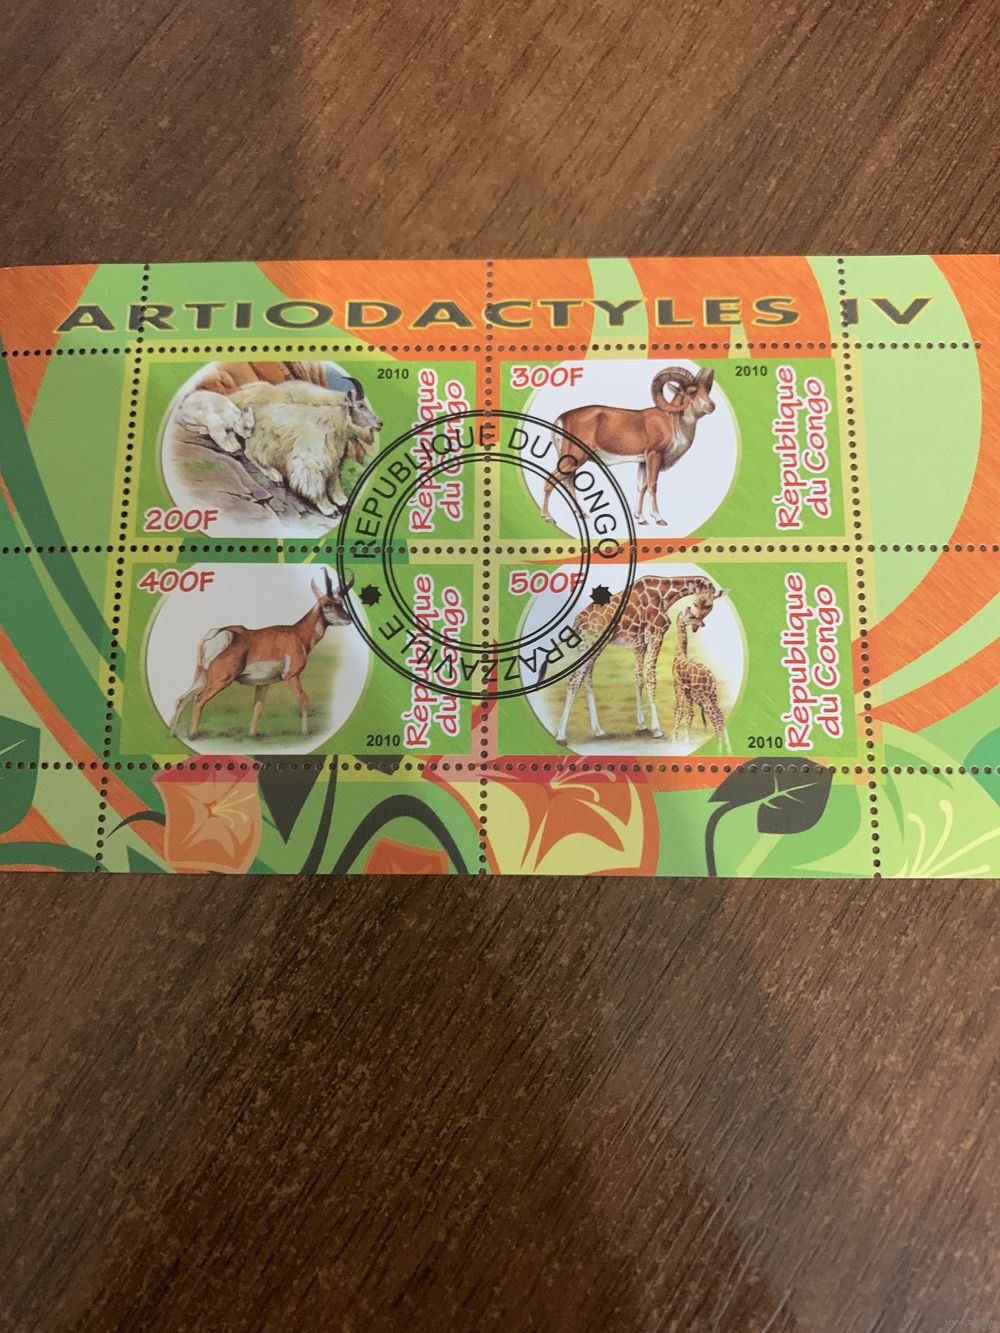 ARTIODACTYLES IV
2010
Rèpublique
du Congo
200F
300F
2010
Rèpublique
du Congo
400F
2010
Rèpublique
du Congo
500F
2010
Rèpublique
du Congo
REPUBLIQUE DU CONGO
BRAZZAVILLE